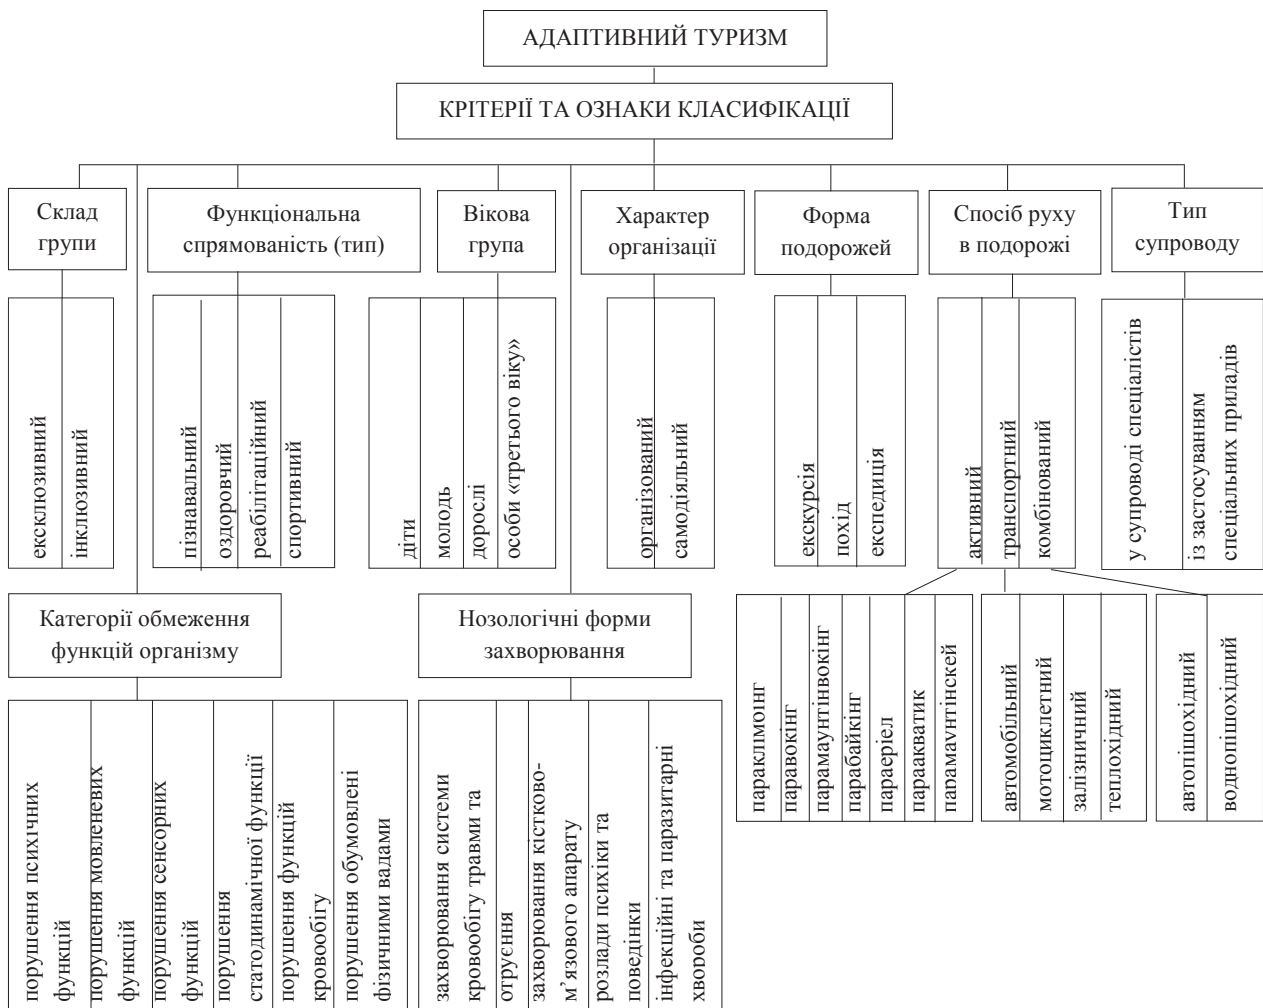 АДАПТИВНИЙ ТУРИЗМ
КРІТЕРІЇ ТА ОЗНАКИ КЛАСИФІКАЦІЇ
Склад
групи
Функціональна
спрямованість (тип)
Вікова
група
Характер
організації
Форма
подорожей
Спосіб руху
в подорожі
Тип
супроводу
ексклюзивний
інклюзивний
пізнавальний
оздоровчий
реабілітаційний
спортивний
діти
молодь
дорослі
особи «третього віку»
організований
самодіяльний
екскурсія
похід
експедиція
активний
транспортний
комбінований
у супроводі спеціалістів
із застосуванням
спеціальних приладів
Категорії обмеження
функцій організму
Нозологічні форми
захворювання
параклімоінг
паравокінг
парамаунтінвокінг
парабайкінг
параеріел
параакватик
парамаунтінскей
автомобільний
мотоциклетний
залізничний
теплохідний
автопішохідний
воднопішохідний
порушення психічних
функцій
порушення мовленевих
функцій
порушення сенсорних
функцій
порушення
статодинамічної функції
порушення функцій
кровообігу
порушення обумовлені
фізичними вадами
захворювання системи
кровообігу травми та
отруєння
захворювання кістково-
м’язового апарату
розлади психіки та
поведінки
інфекційні та паразитарні
хвороби